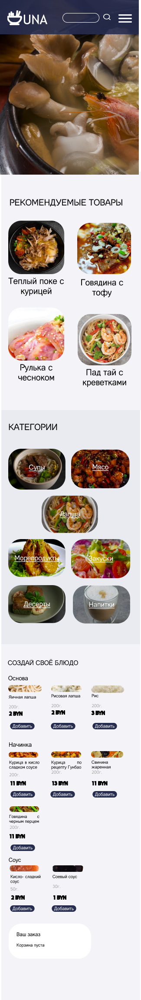 UNA
РЕКОМЕНДУЕМЫЕ ТОВАРЫ
Теплый поке с
курицей
Говядина с
тофу
Рулька с
чесноком
Пад тай с
креветками
КАТЕГОРИИ
Супы
Мясо
Лапша
Морепродукты
Закуски
Десерты
Напитки
СОЗДАЙ СВОЁ БЛЮДО
Основа
Яичная лапша
200г.
2 BYN
Добавить
Рисовая лапша
200г.
2 BYN
Добавить
Рис
200г.
3 BYN
Добавить
Начинка
Курица в кисло
сладком соусе
200г.
11 BYN
Добавить
Курица по
рецепту Гунбао
200г.
13 BYN
Добавить
Свинина
жаренная
200г.
11 BYN
Добавить
Говядина с
черным перцем
200г.
11 BYN
Добавить
Соус
Кисло- сладкий
соус
50г.
2 BYN
Добавить
Соевый соус
30г.
1 BYN
Добавить
Ваш заказ
Корзина пуста